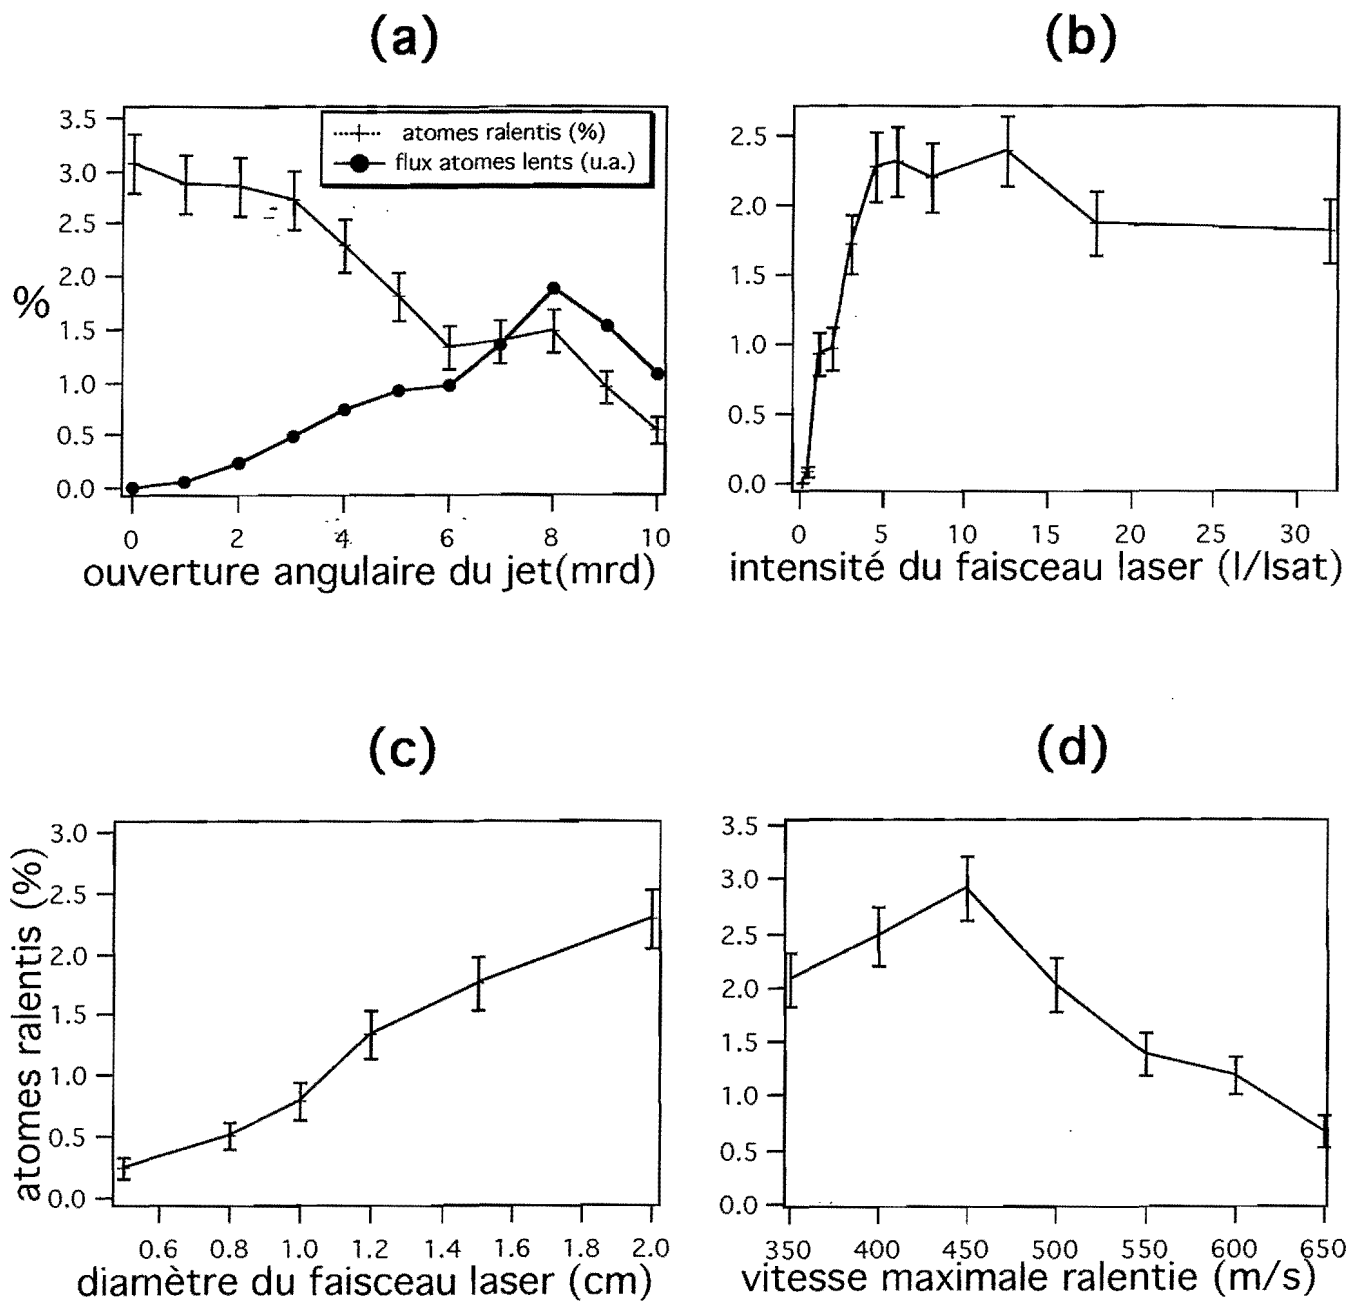 (a)
3.5
3.0
2.5
2.0
1.5
1.0
0.5
0.0
%
atomes ralentis (%)
flux atomes lents (u.a.)
0 2 4 6 8 10
ouverture angulaire du jet(mrd)
(b)
2.5
2.0
1.5
1.0
0.5
0.0
0 5 10 15 20 25 30
intensité du faisceau laser (I/Isat)
(c)
atomes ralentis (%)
3.0
2.5
2.0
1.5
1.0
0.5
0.0
0.6 0.8 1.0 1.2 1.4 1.6 1.8 2.0
diamètre du faisceau laser (cm)
(d)
3.5
3.0
2.5
2.0
1.5
1.0
0.5
0.0
350 400 450 500 550 600 650
vitesse maximale ralentie (m/s)